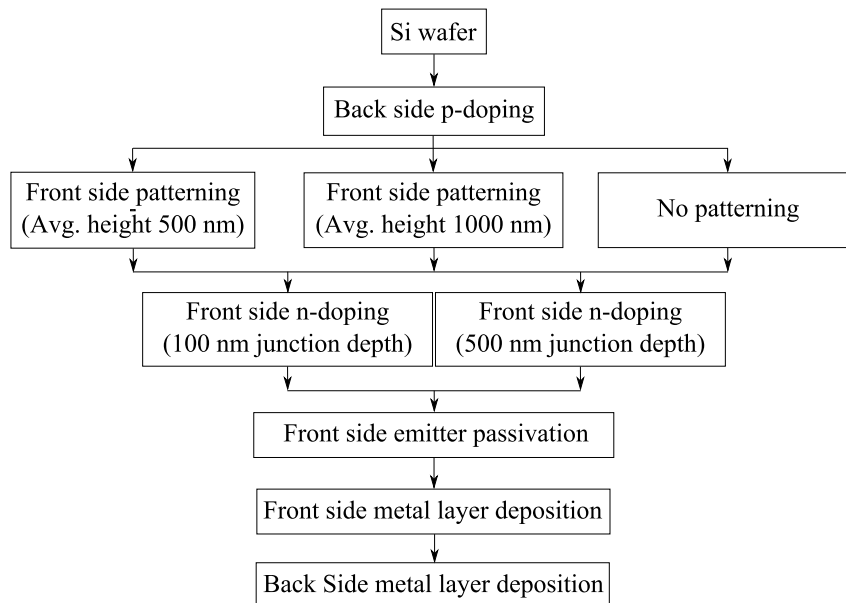 Si wafer
Back side p-doping
Front side patterning
(Avg. height 500 nm)
Front side patterning
(Avg. height 1000 nm)
No patterning
Front side n-doping
(100 nm junction depth)
Front side n-doping
(500 nm junction depth)
Front side emitter passivation
Front side metal layer deposition
Back Side metal layer deposition